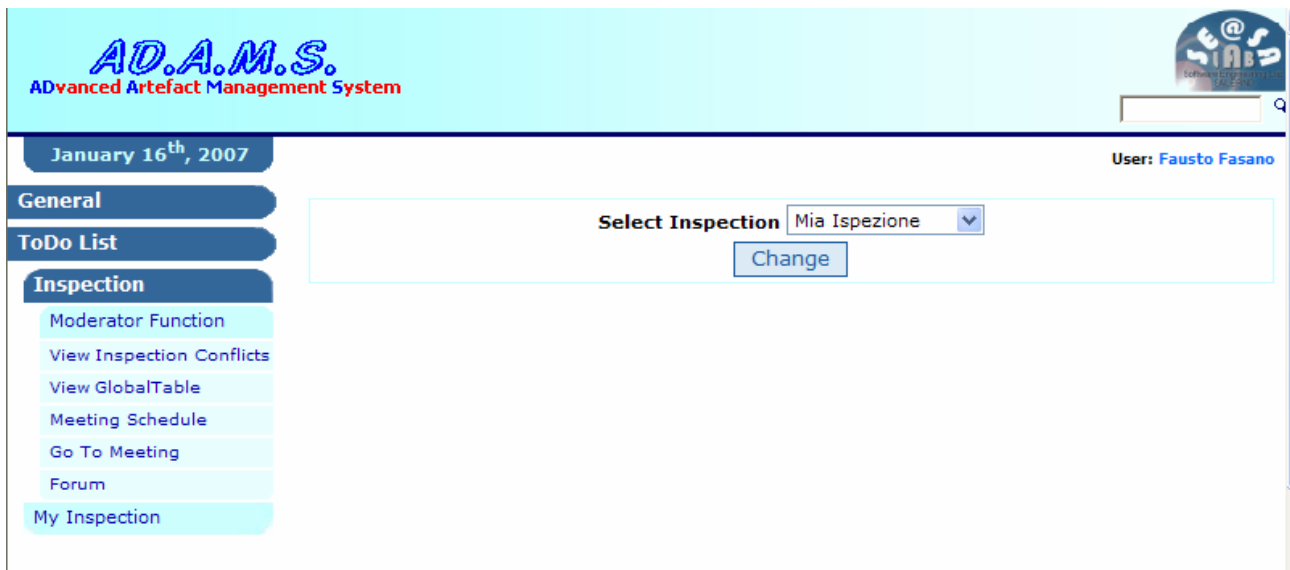 AD.A.M.S.
ADvanced Artefact Management System
January 16th, 2007
User: Fausto Fasano
General
ToDo List
Inspection
Moderator Function
View Inspection Conflicts
View GlobalTable
Meeting Schedule
Go To Meeting
Forum
My Inspection
Select Inspection Mia Ispezione
Change